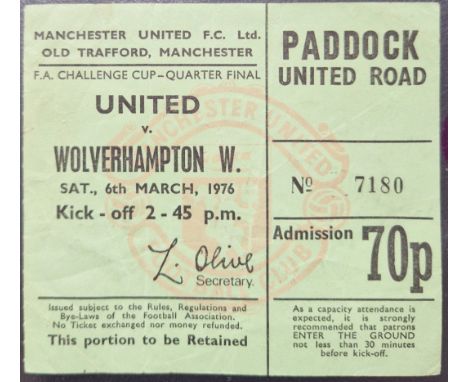 MANCHESTER UNITED F.C. Ltd.
OLD TRAFFORD, MANCHESTER
F.A. CHALLENGE CUP-QUARTER FINAL
UNITED
v.
WOLVERHAMPTON W.
SAT., 6th MARCH, 1976
Kick - off 2 - 45 p.m.
L. Olive
Secretary.
Issued subject to the Rules, Regulations and
Bye-Laws of the Football Association.
No Ticket exchanged nor money refunded.
This portion to be Retained
PADDOCK
UNITED ROAD
No 7180
Admission 70p
As a capacity attendance is
expected, it is strongly
recommended that patrons
ENTER THE GROUND
not less than 30 minutes
before kick-off.
MANCHESTER UNITED
CLUB